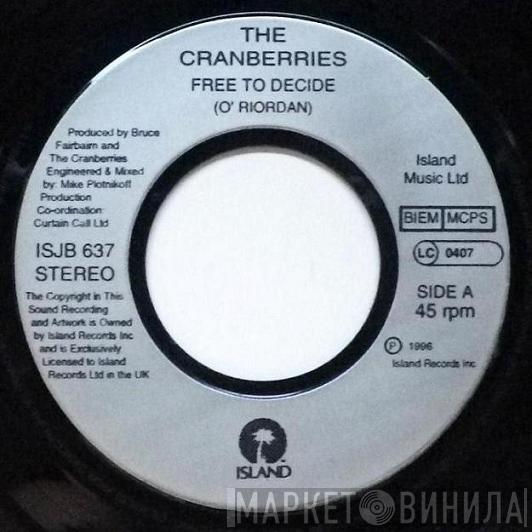 THE
CRANBERRIES
FREE TO DECIDE
(O' RIORDAN)
Produced by Bruce
Fairbairn and
The Cranberries
Engineered & Mixed
by: Mike Plotnikoff
Production
Co-ordination:
Curtain Call Ltd
ISJB 637
STEREO
The Copyright in This
Sound Recording
and Artwork is Owned
by Island Records Inc
and is Exclusively
Licensed to Island
Records Ltd in the UK
Island
Music Ltd
BIEM MCPS
LC 0407
SIDE A
45 rpm
Ⓟ 1996
Island Records Inc
ISLAND
МАРКЕТ ВИНИЛА